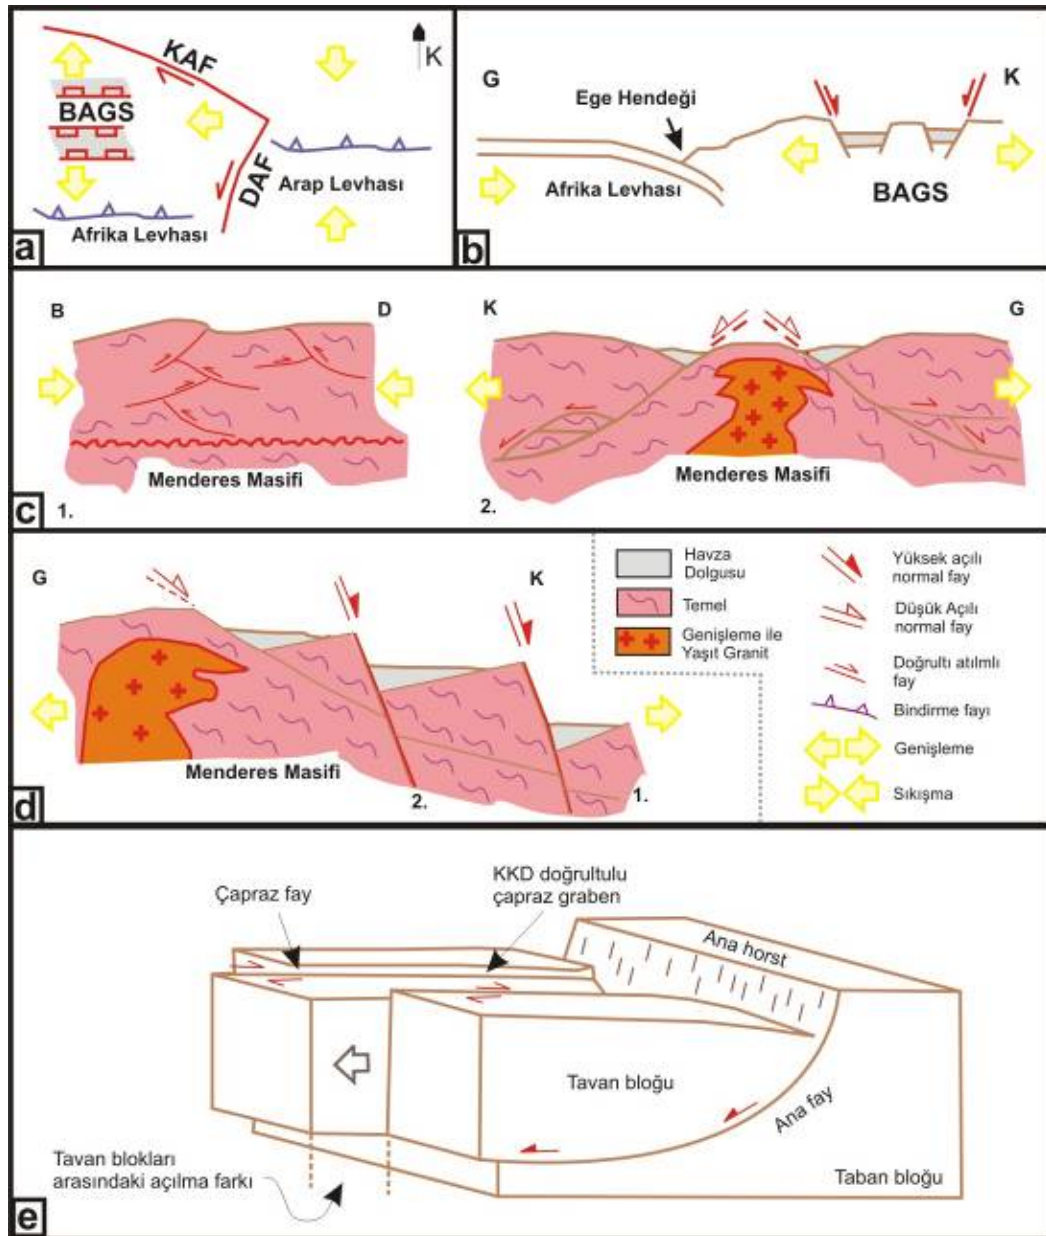 KAF
K
BAGS
DAF
Arap Levhası
Afrika Levhası
a
G
K
Ege Hendeği
Afrika Levhası
BAGS
b
B
D
Menderes Masifi
1.
c
K
G
Menderes Masifi
2.
G
K
Menderes Masifi
2.
1.
d
Havza
Dolgusu
Temel
Genişleme ile
Yaşıt Granit
Yüksek açılı
normal fay
Düşük Açılı
normal fay
Doğrultı atılmlı
fay
Bindirme fayı
Genişleme
Sıkışma
Çapraz fay
KKD doğrultulu
çapraz graben
Ana horst
Tavan bloğu
Ana fay
Taban bloğu
Tavan blokları
arasındaki açılma farkı
e